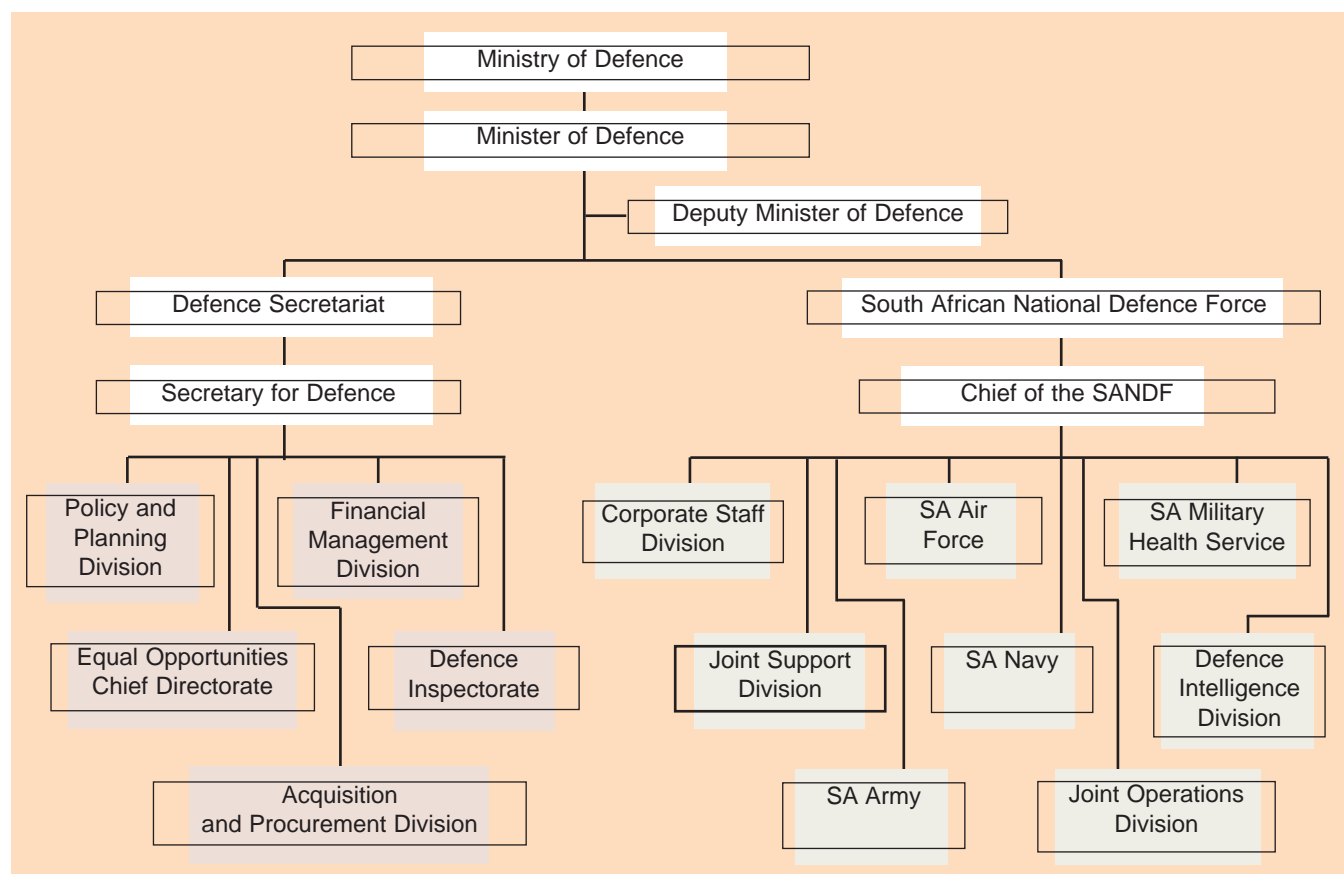 Ministry of Defence
Minister of Defence
Deputy Minister of Defence
Defence Secretariat
South African National Defence Force
Secretary for Defence
Chief of the SANDF
Policy and
Planning
Division
Financial
Management
Division
Corporate Staff
Division
SA Air
Force
SA Military
Health Service
Equal Opportunities
Chief Directorate
Defence
Inspectorate
Joint Support
Division
SA Navy
Defence
Intelligence
Division
Acquisition
and Procurement Division
SA Army
Joint Operations
Division